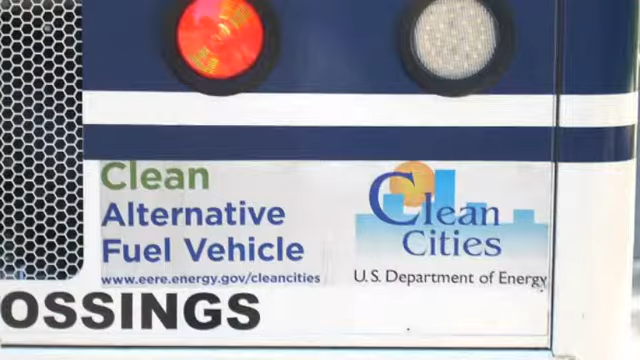 Clean
Alternative
Fuel Vehicle
www.eere.energy.gov/cleancities
Clean
Cities
U.S. Department of Energy
OSSINGS